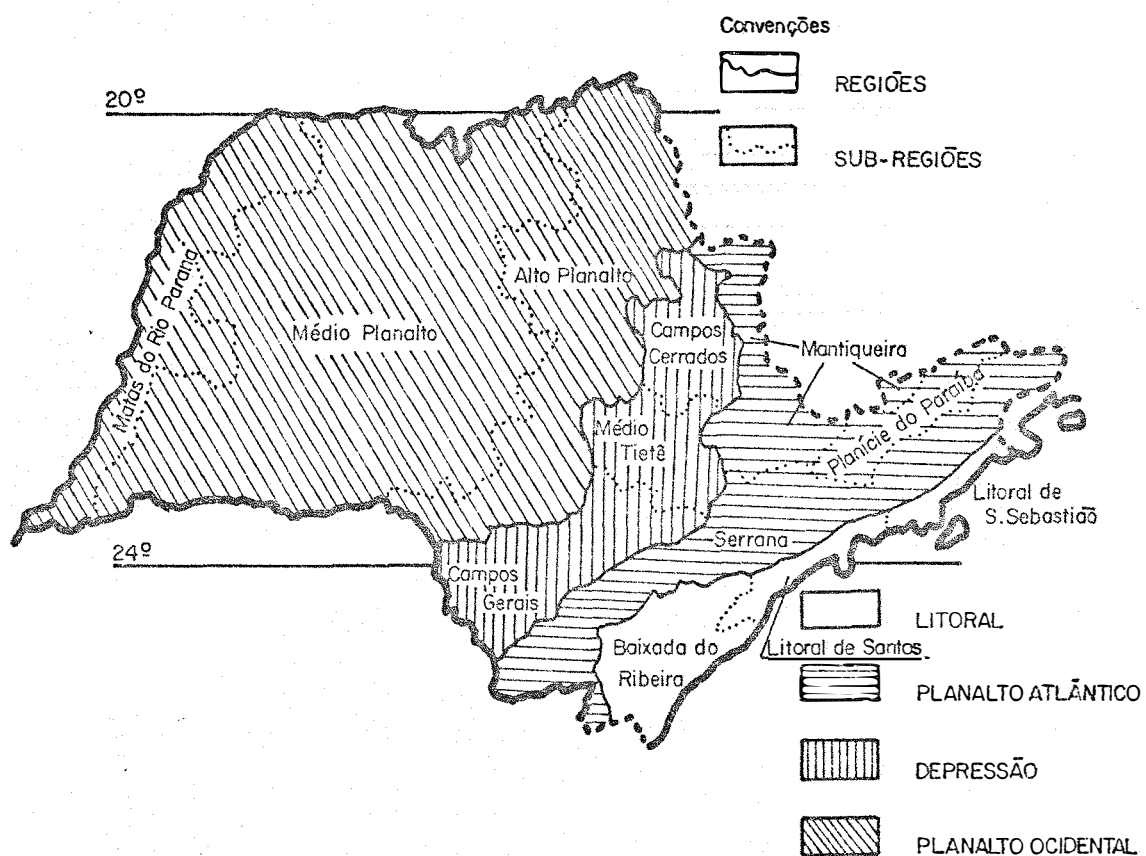 Convenções
REGIÕES
SUB-REGIÕES
20º
Alto Planalto
Matas do Rio Paraná
Médio Planalto
Campos
Cerrados
Mantiqueira
Planície do Paraíba
Médio
Tietê
Litoral de
S.Sebastião
Serrana
24º
Campos
Gerais
Baixada do
Ribeira
Litoral de Santos
LITORAL
PLANALTO ATLÂNTICO
DEPRESSÃO
PLANALTO OCIDENTAL